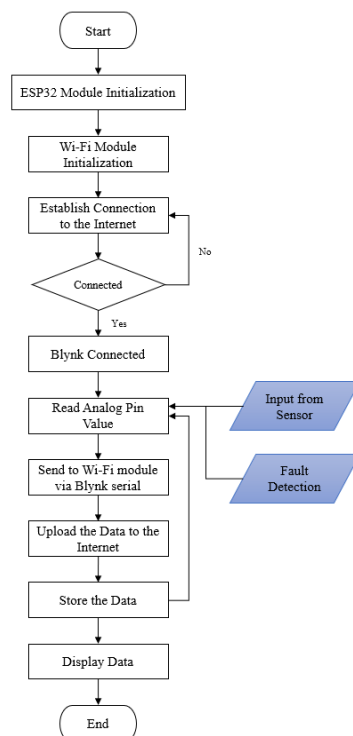 Start
ESP32 Module Initialization
Wi-Fi Module
Initialization
Establish Connection
to the Internet
No
Connected
Yes
Blynk Connected
Read Analog Pin
Value
Input from
Sensor
Send to Wi-Fi module
via Blynk serial
Fault
Detection
Upload the Data to the
Internet
Store the Data
Display Data
End